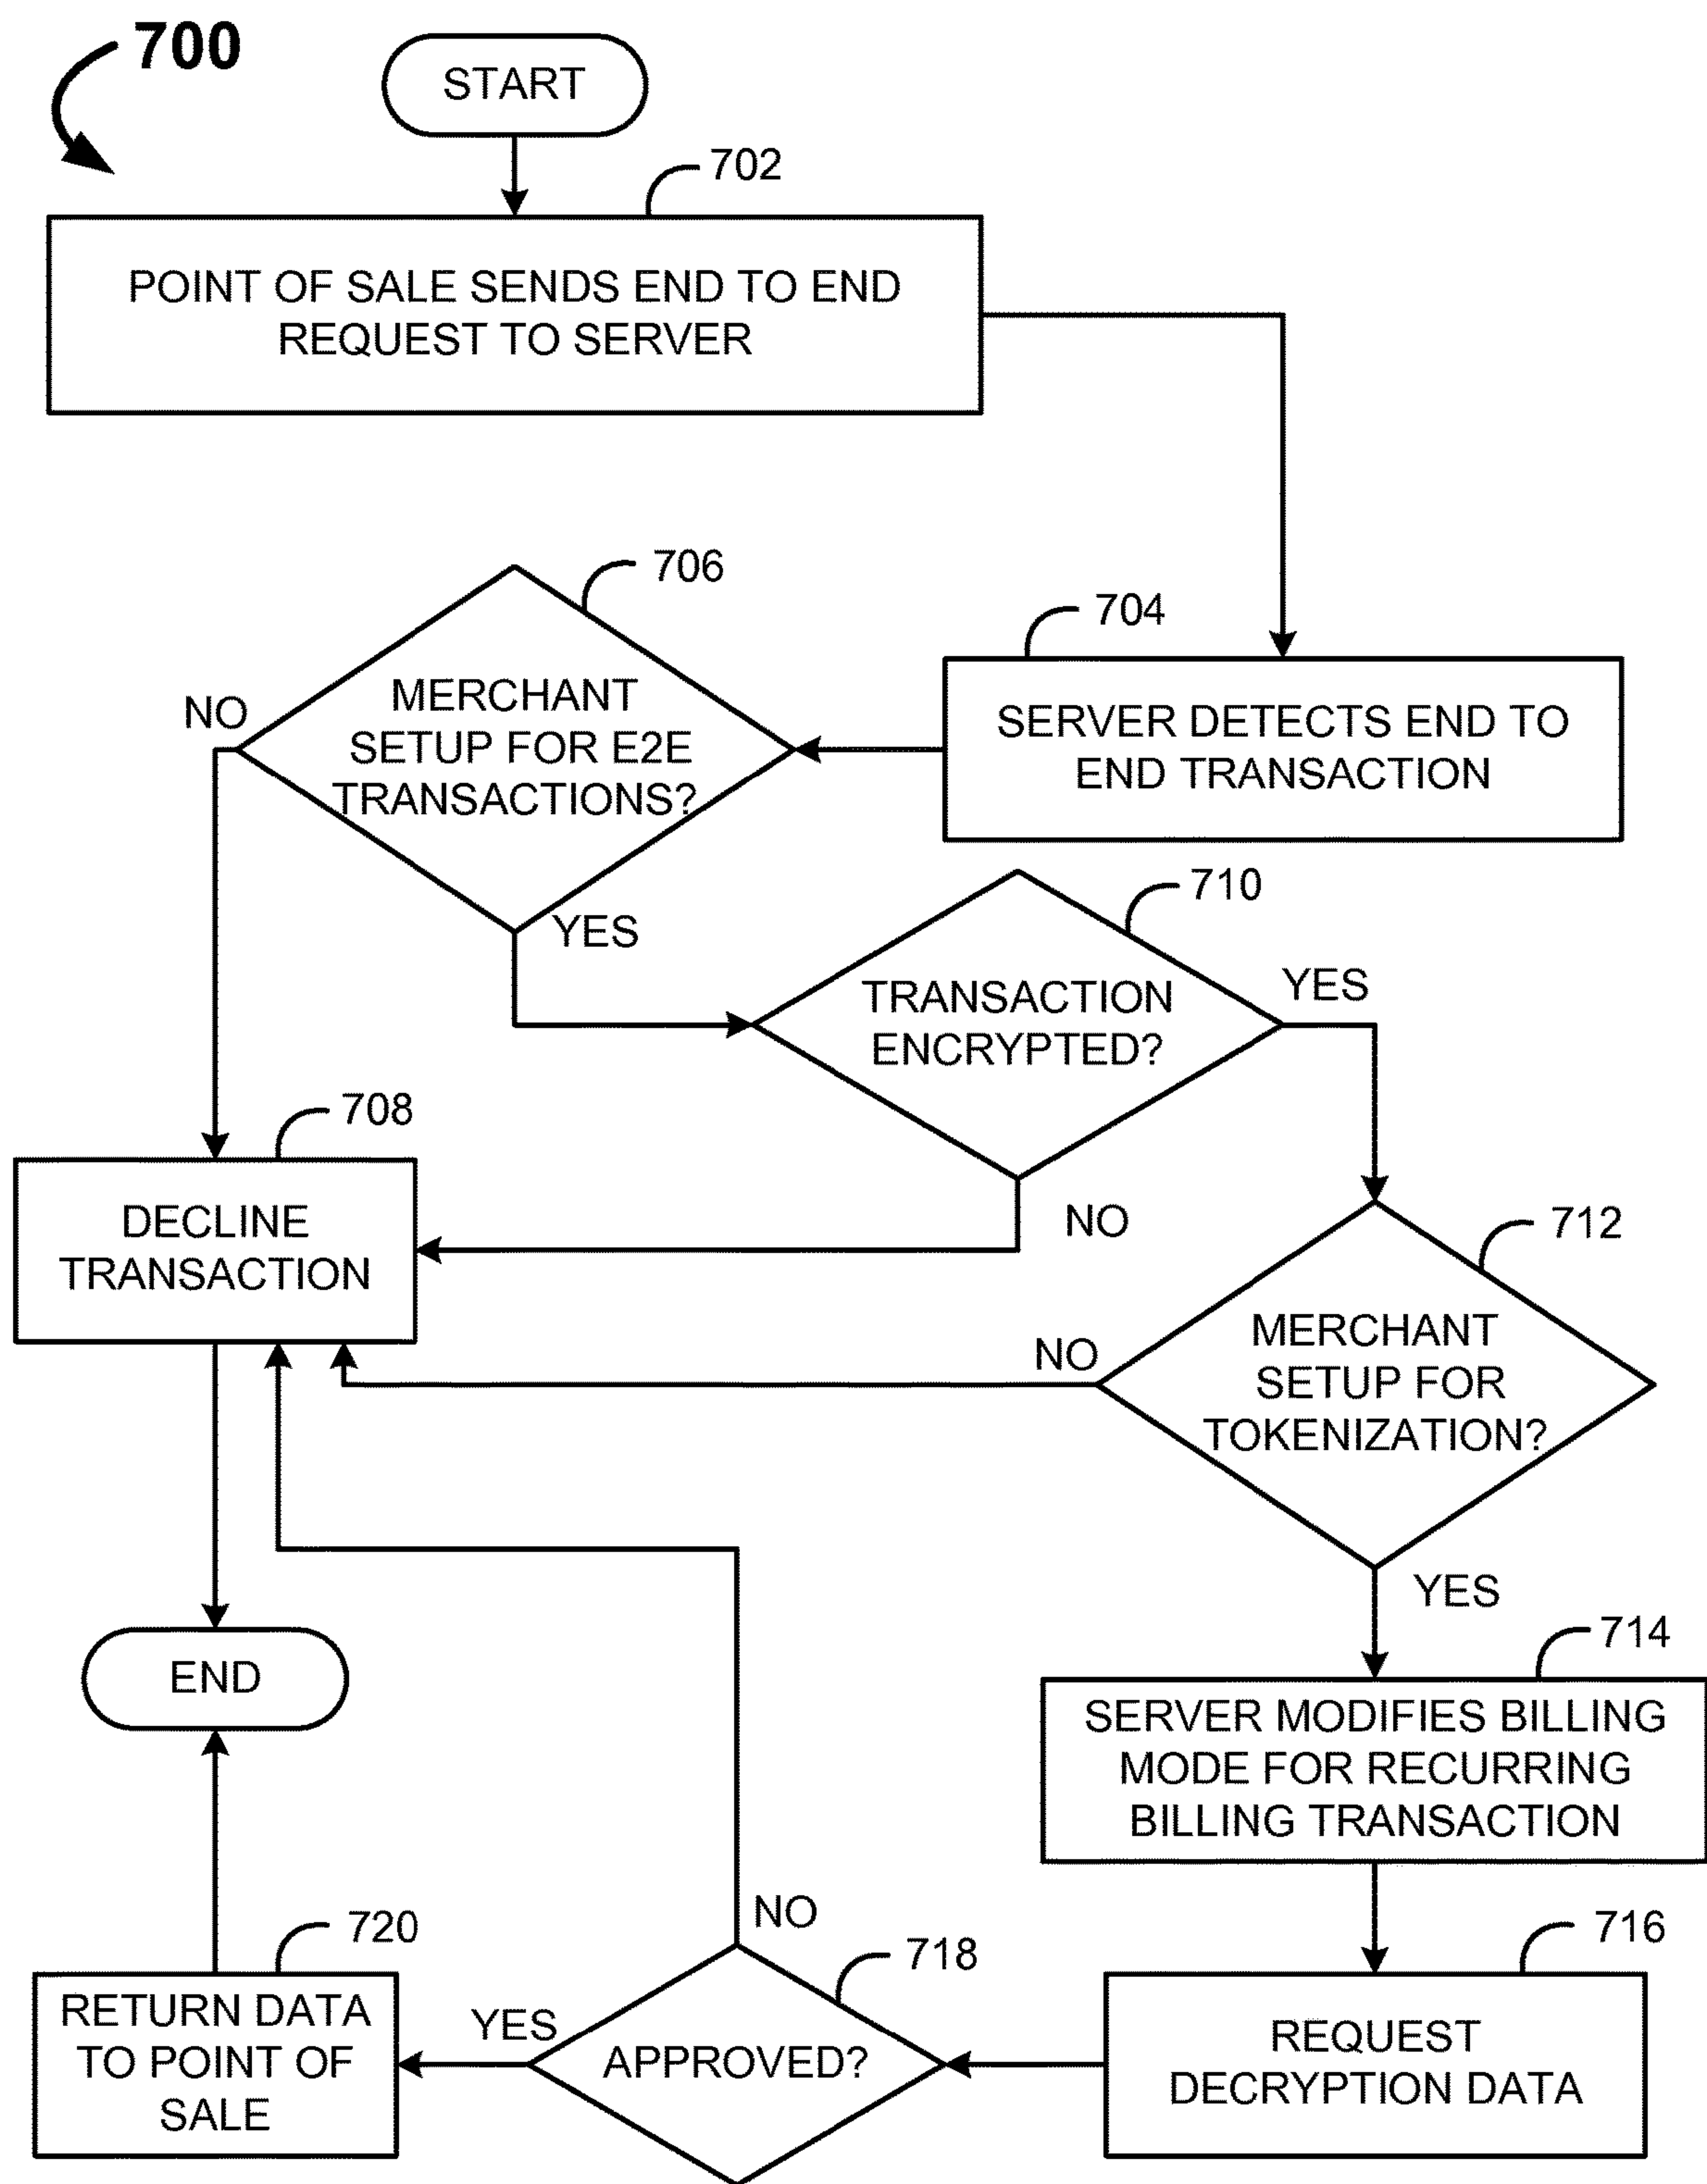 700
START
702
POINT OF SALE SENDS END TO END
REQUEST TO SERVER
706
704
MERCHANT
SETUP FOR E2E
TRANSACTIONS?
NO
YES
SERVER DETECTS END TO
END TRANSACTION
710
TRANSACTION
ENCRYPTED?
YES
NO
708
DECLINE
TRANSACTION
712
MERCHANT
SETUP FOR
TOKENIZATION?
NO
YES
714
SERVER MODIFIES BILLING
MODE FOR RECURRING
BILLING TRANSACTION
716
REQUEST
DECRYPTION DATA
718
APPROVED?
NO
YES
720
RETURN DATA
TO POINT OF
SALE
END